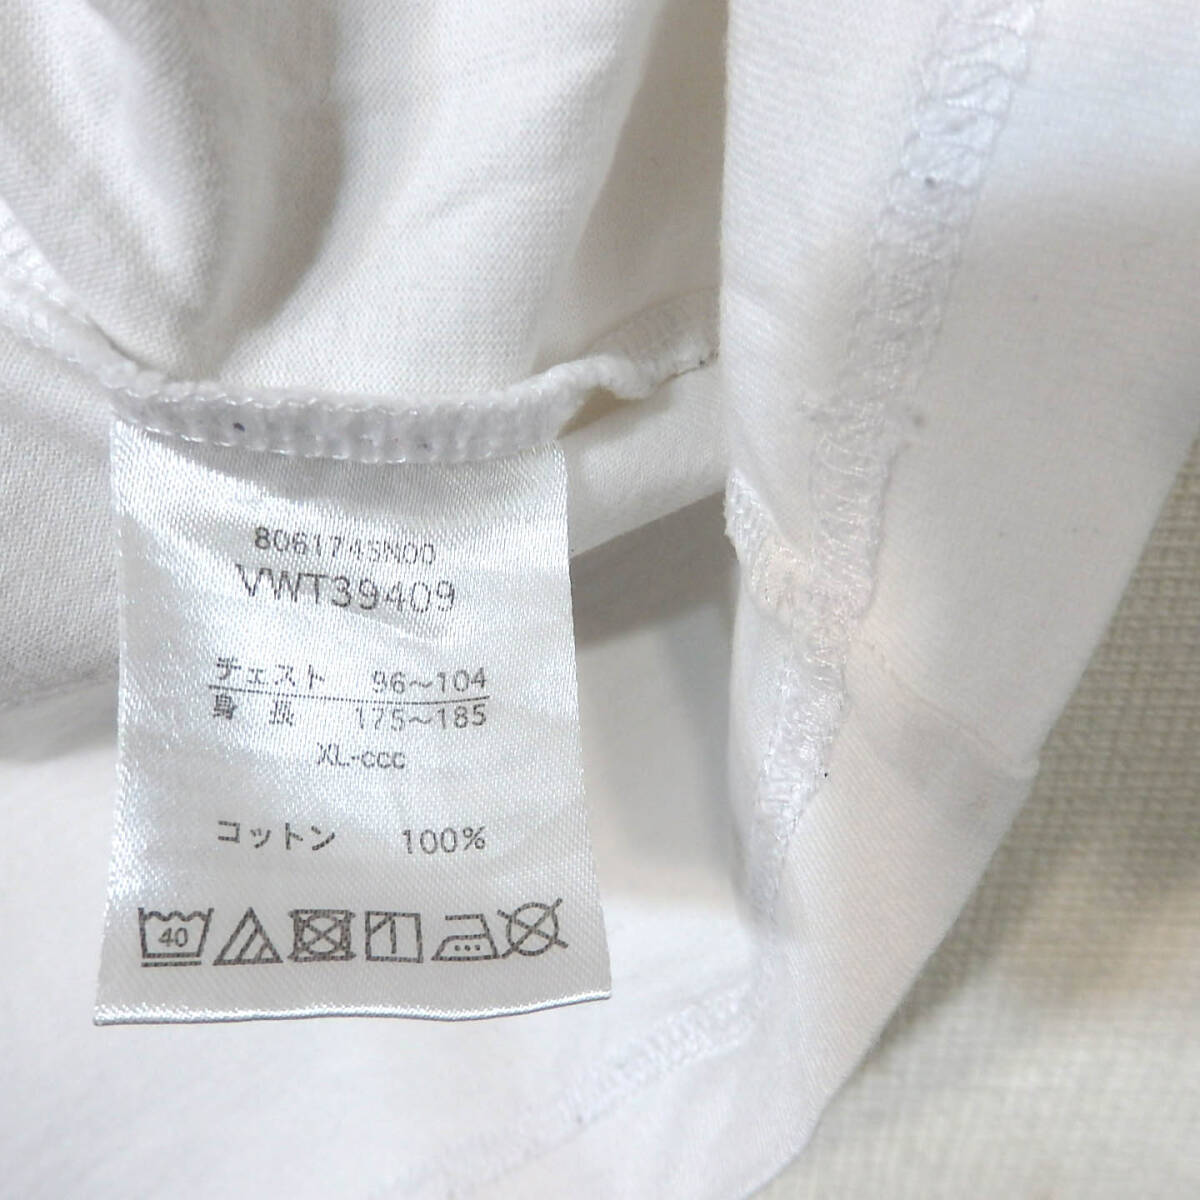 8061745N00
VWT39409
チェスト 96～104
身長 175～185
XL-ccc
コットン 100%
40